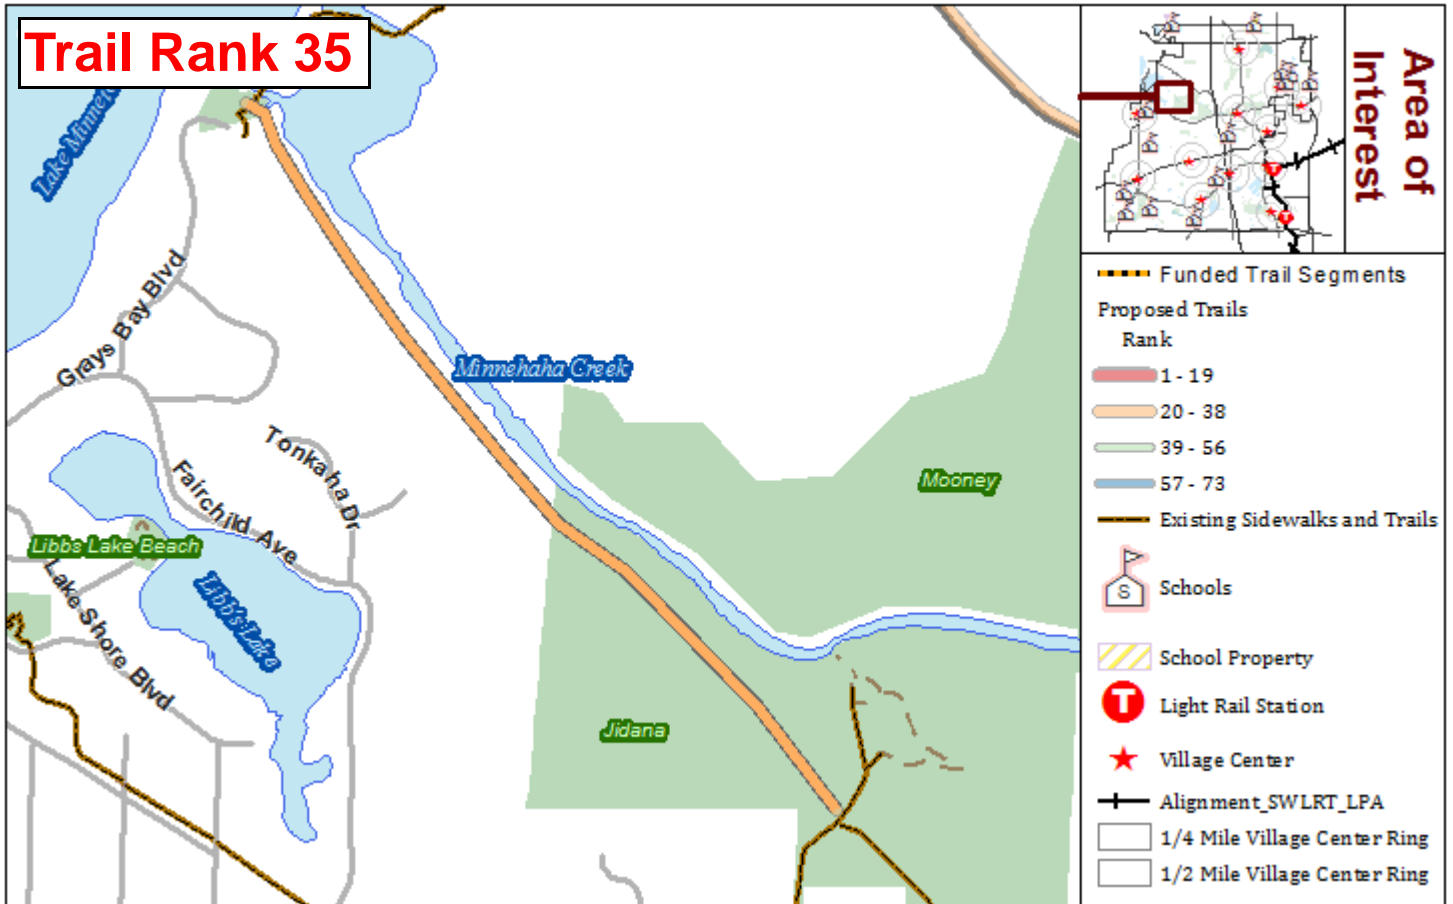 Trail Rank 35
Lake Minnet
Grays Bay Blvd
Minnehaha Creek
Tonkaha Dr
Mooney
Fairchild Ave
Libbs Lake Beach
Libb's Lake
Lake Shore Blvd
Jidana
Area of
Interest
T
T
Funded Trail Segments
Proposed Trails
Rank
1 - 19
20 - 38
39 - 56
57 - 73
Existing Sidewalks and Trails
S
Schools
School Property
T
Light Rail Station
Village Center
Alignment_SWLRT_LPA
1/4 Mile Village Center Ring
1/2 Mile Village Center Ring